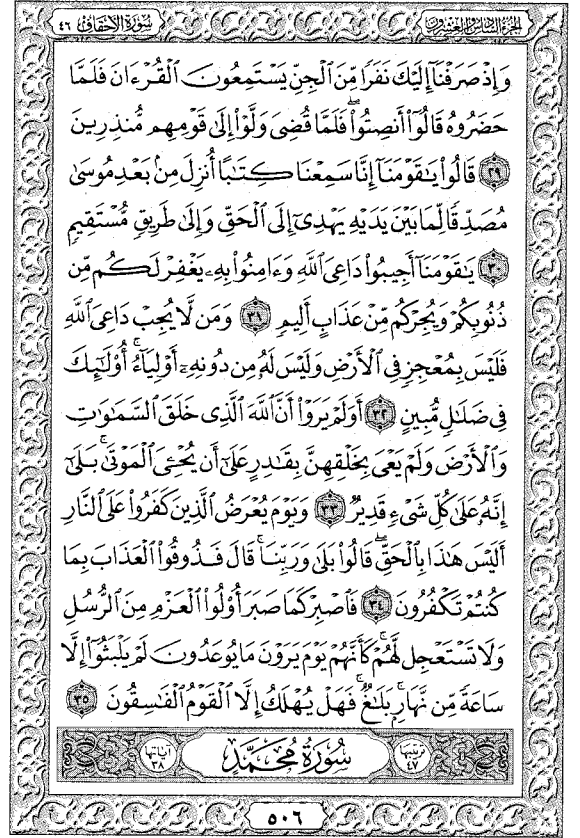 الجزء السادس والعشرون
سورة الأحقاف ٤٦
وَإِذْ صَرَفْنَآ إِلَيْكَ نَفَرًا مِّنَ ٱلْجِنِّ يَسْتَمِعُونَ ٱلْقُرْءَانَ فَلَمَّا
حَضَرُوهُ قَالُوٓا۟ أَنصِتُوا۟ۖ فَلَمَّا قُضِىَ وَلَّوْا۟ إِلَىٰ قَوْمِهِم مُّنذِرِينَ
٢٩ قَالُوا۟ يَٰقَوْمَنَآ إِنَّا سَمِعْنَا كِتَٰبًا أُنزِلَ مِنۢ بَعْدِ مُوسَىٰ
مُصَدِّقًا لِّمَا بَيْنَ يَدَيْهِ يَهْدِىٓ إِلَى ٱلْحَقِّ وَإِلَىٰ طَرِيقٍ مُّسْتَقِيمٍ
٣٠ يَٰقَوْمَنَآ أَجِيبُوا۟ دَاعِىَ ٱللَّهِ وَءَامِنُوا۟ بِهِۦ يَغْفِرْ لَكُم مِّن
ذُنُوبِكُمْ وَيُجِرْكُم مِّنْ عَذَابٍ أَلِيمٍ ٣١ وَمَن لَّا يُجِبْ دَاعِىَ ٱللَّهِ
فَلَيْسَ بِمُعْجِزٍ فِى ٱلْأَرْضِ وَلَيْسَ لَهُۥ مِن دُونِهِۦٓ أَوْلِيَآءُۚ أُو۟لَٰٓئِكَ
فِى ضَلَٰلٍ مُّبِينٍ ٣٢ أَوَلَمْ يَرَوْا۟ أَنَّ ٱللَّهَ ٱلَّذِى خَلَقَ ٱلسَّمَٰوَٰتِ
وَٱلْأَرْضَ وَلَمْ يَعْىَ بِخَلْقِهِنَّ بِقَٰدِرٍ عَلَىٰٓ أَن يُحْۦِىَ ٱلْمَوْتَىٰۚ بَلَىٰٓ
إِنَّهُۥ عَلَىٰ كُلِّ شَىْءٍ قَدِيرٌ ٣٣ وَيَوْمَ يُعْرَضُ ٱلَّذِينَ كَفَرُوا۟ عَلَى ٱلنَّارِ
أَلَيْسَ هَٰذَا بِٱلْحَقِّۖ قَالُوا۟ بَلَىٰ وَرَبِّنَاۚ قَالَ فَذُوقُوا۟ ٱلْعَذَابَ بِمَا
كُنتُمْ تَكْفُرُونَ ٣٤ فَٱصْبِرْ كَمَا صَبَرَ أُو۟لُوا۟ ٱلْعَزْمِ مِنَ ٱلرُّسُلِ
وَلَا تَسْتَعْجِل لَّهُمْۚ كَأَنَّهُمْ يَوْمَ يَرَوْنَ مَا يُوعَدُونَ لَمْ يَلْبَثُوٓا۟ إِلَّا
سَاعَةً مِّن نَّهَارٍۭۚ بَلَٰغٌۚ فَهَلْ يُهْلَكُ إِلَّا ٱلْقَوْمُ ٱلْفَٰسِقُونَ ٣٥
ترتيبها ٤٧ سُورَةُ مُحَمَّدٍ آياتها ٣٨
٥٠٦